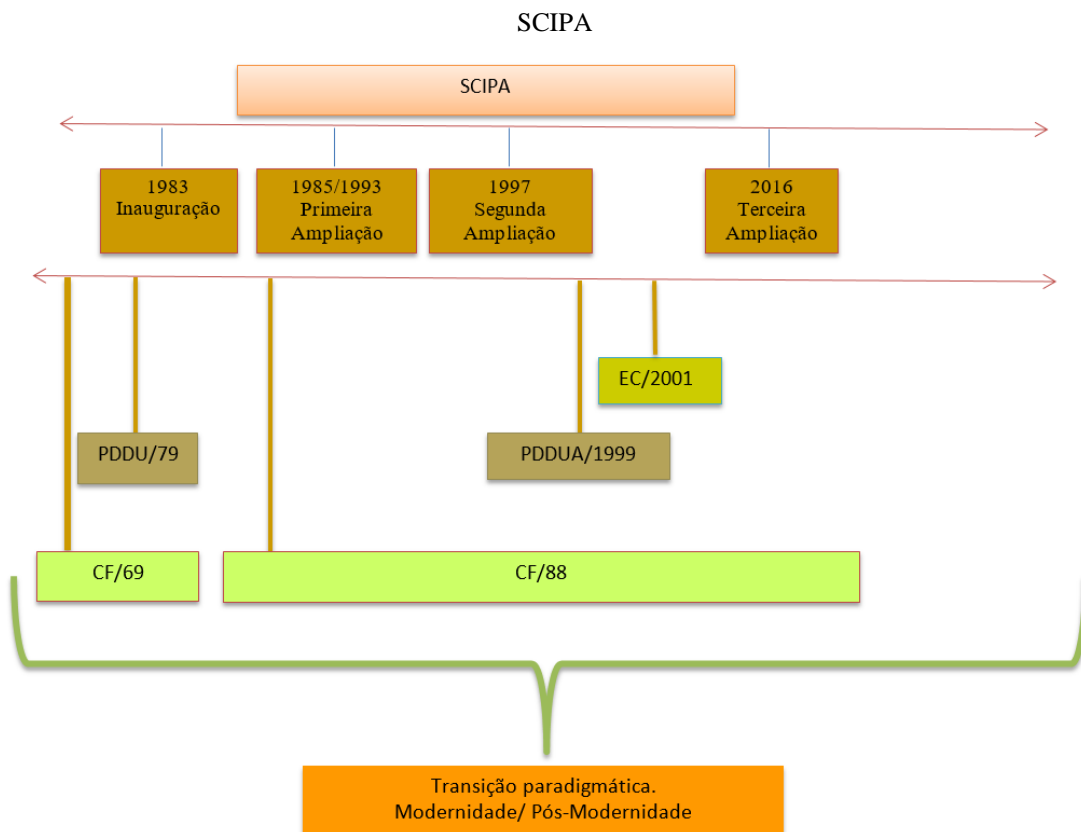 SCIPA
SCIPA
1983
Inauguração
1985/1993
Primeira
Ampliação
1997
Segunda
Ampliação
2016
Terceira
Ampliação
EC/2001
PDDU/79
PDDUA/1999
CF/69
CF/88
Transição paradigmática.
Modernidade/ Pós-Modernidade